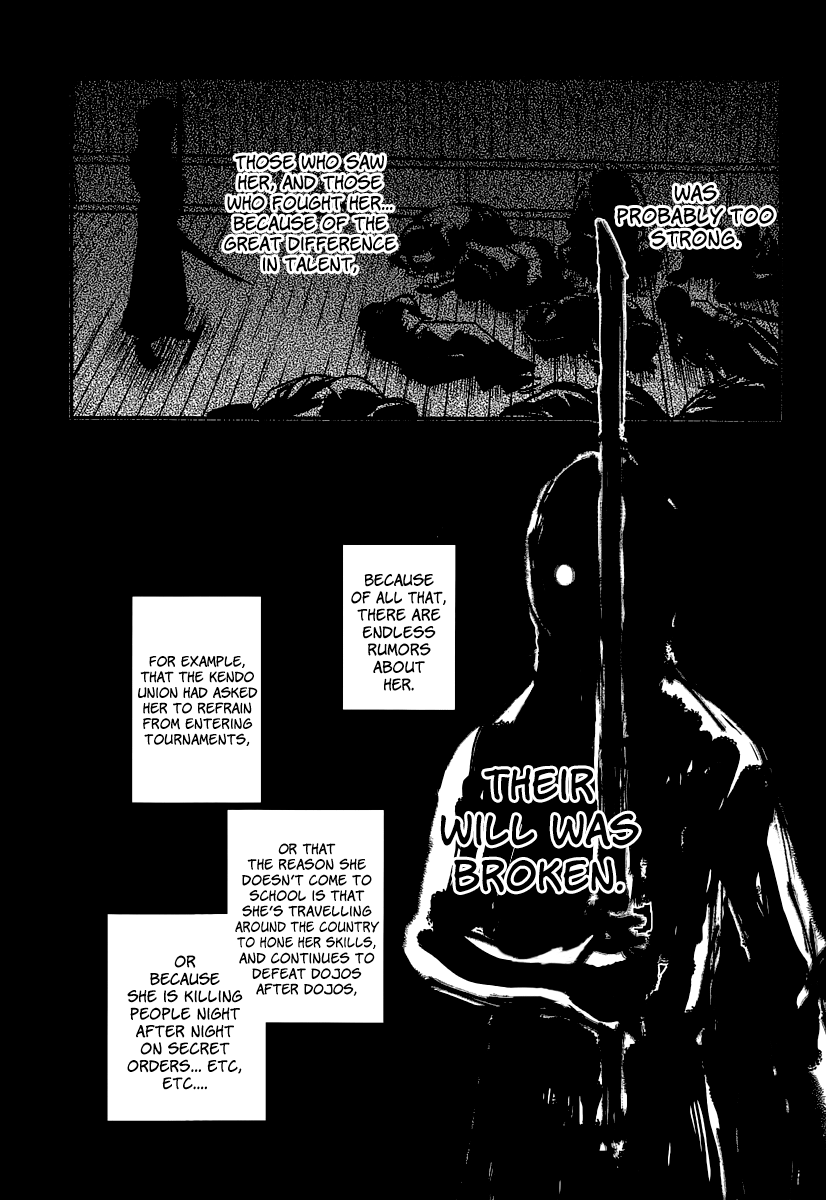 WAS
PROBABLY TOO
STRONG.
THOSE WHO SAW
HER, AND THOSE
WHO FOUGHT HER...
BECAUSE OF THE
GREAT DIFFERENCE
IN TALENT,
THEIR
WILL WAS
BROKEN.
BECAUSE
OF ALL THAT,
THERE ARE
ENDLESS
RUMORS
ABOUT
HER.
FOR EXAMPLE,
THAT THE KENDO
UNION HAD ASKED
HER TO REFRAIN
FROM ENTERING
TOURNAMENTS,
OR THAT
THE REASON SHE
DOESN'T COME TO
SCHOOL IS THAT
SHE'S TRAVELLING
AROUND THE COUNTRY
TO HONE HER SKILLS,
AND CONTINUES TO
DEFEAT DOJOS
AFTER DOJOS,
OR
BECAUSE
SHE IS KILLING
PEOPLE NIGHT
AFTER NIGHT
ON SECRET
ORDERS... ETC,
ETC....